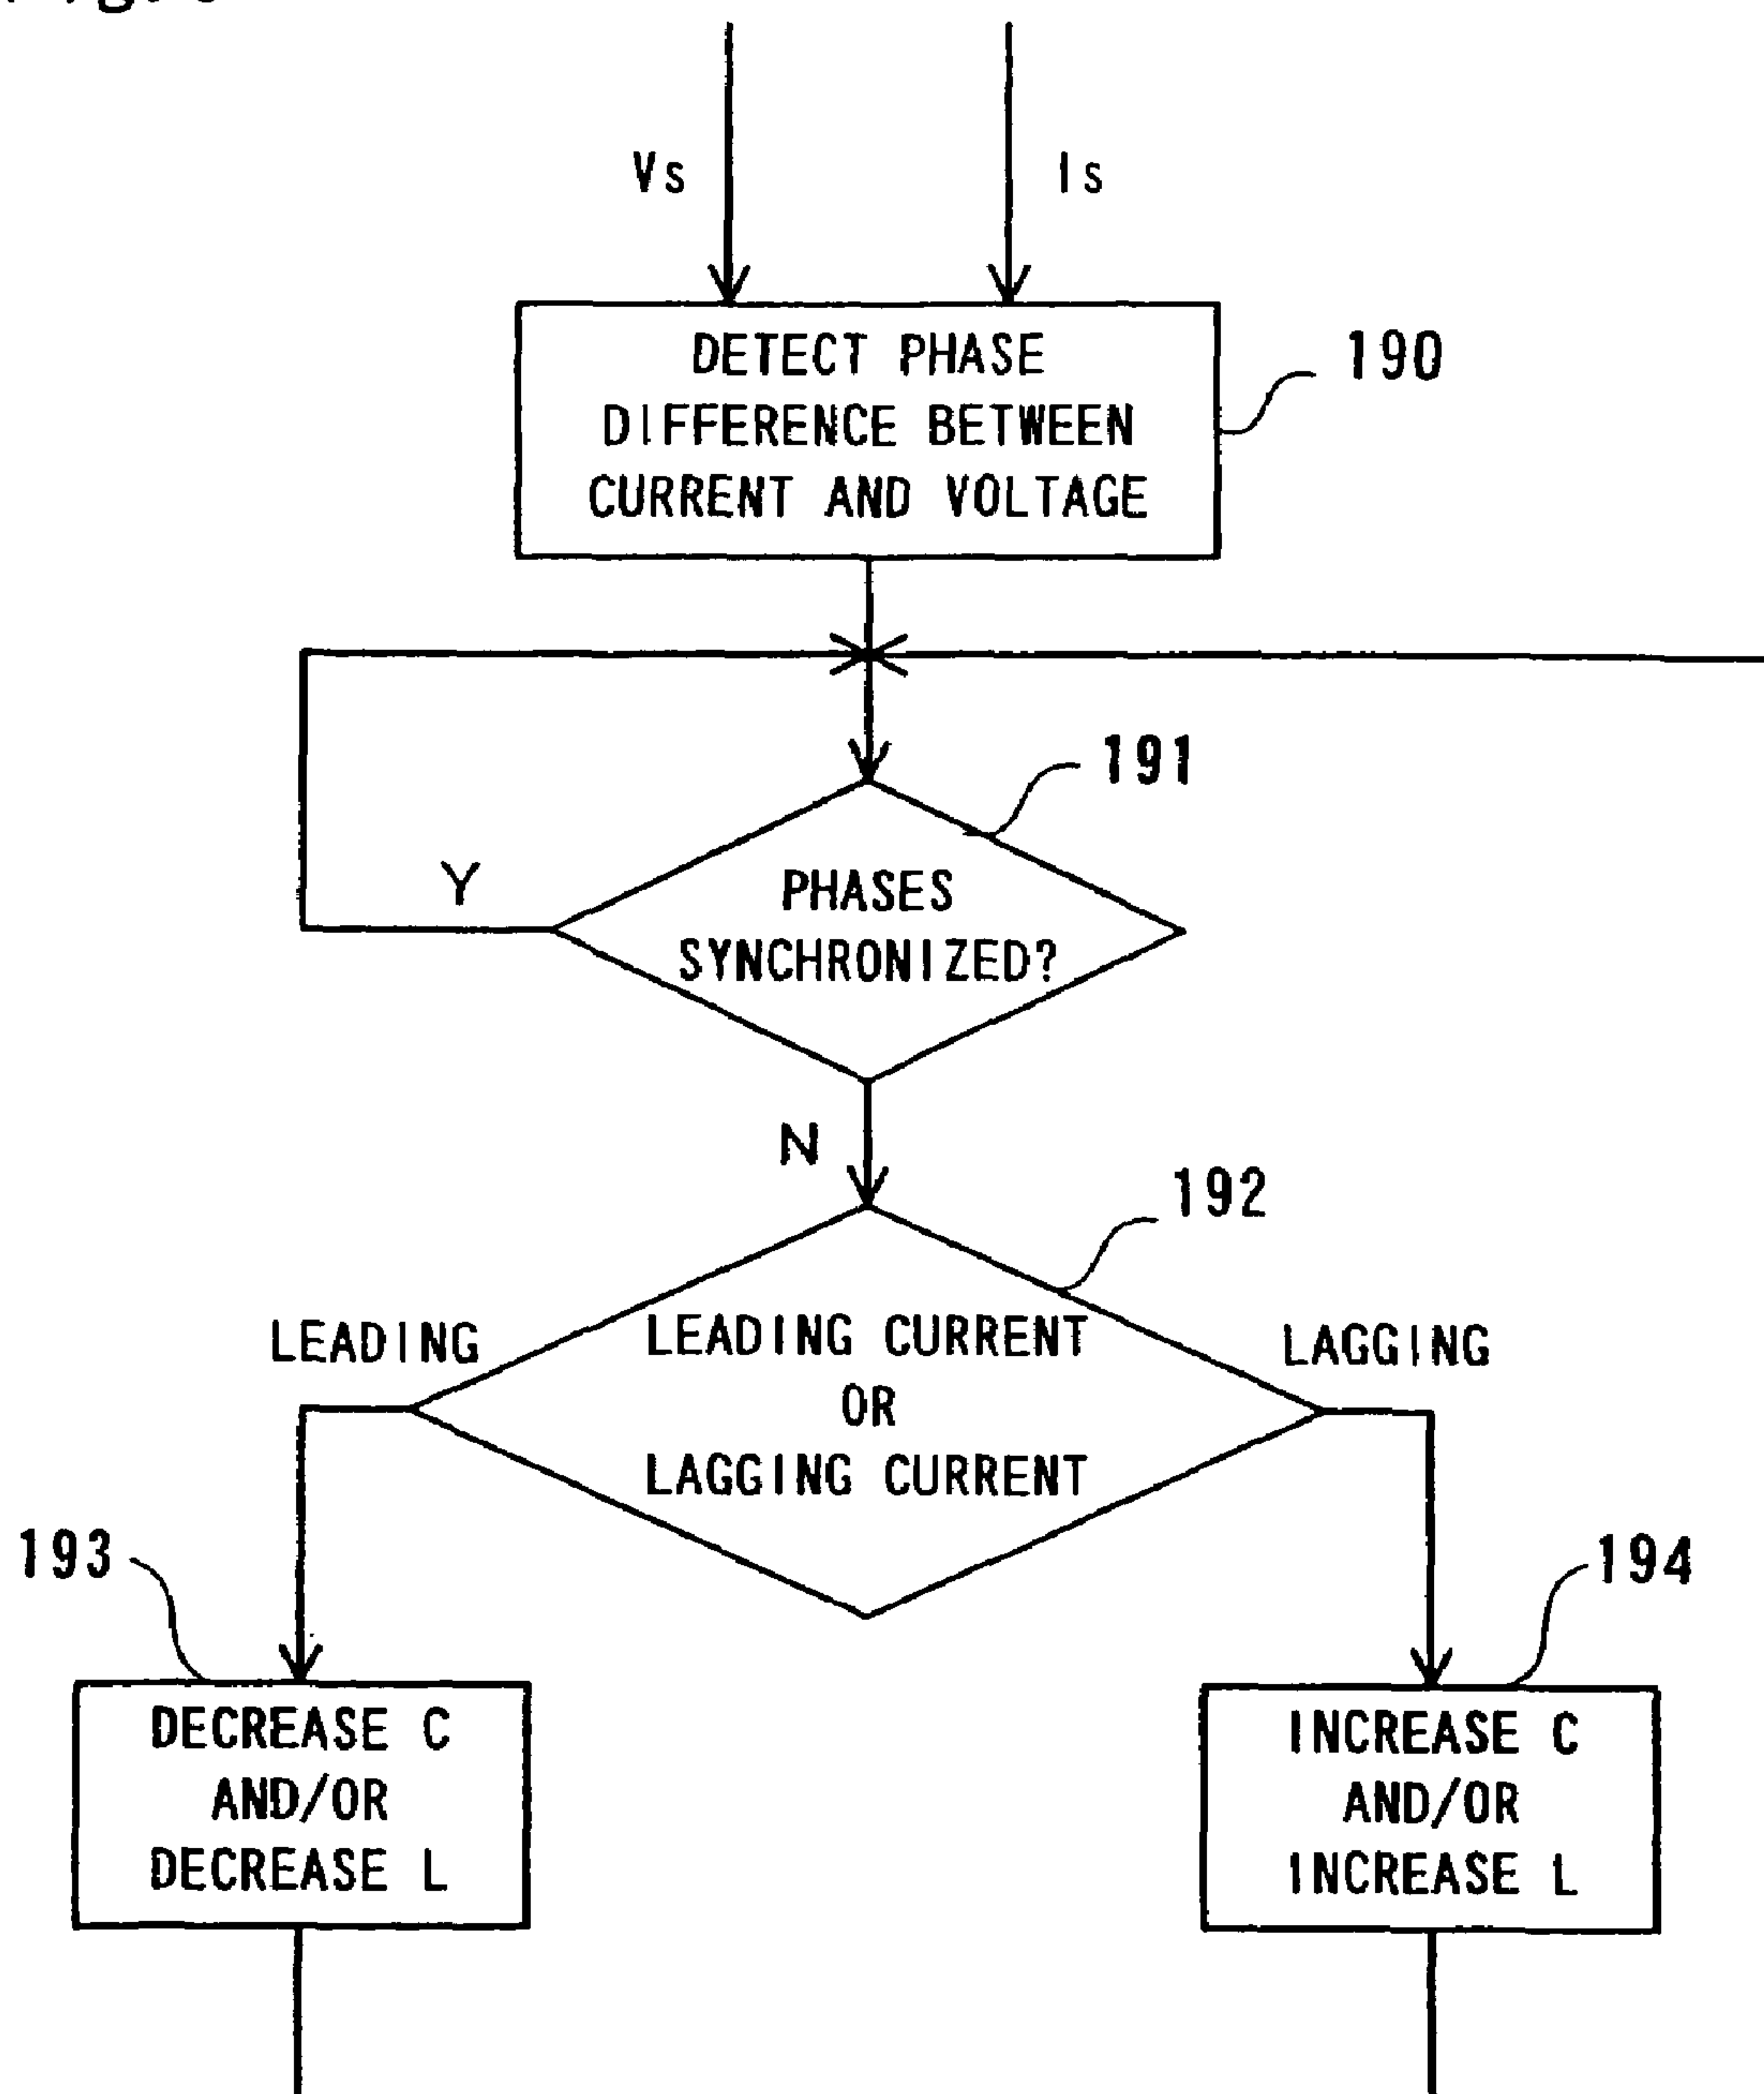 Vs
Is
DETECT PHASE
DIFFERENCE BETWEEN
CURRENT AND VOLTAGE
190
191
Y
PHASES
SYNCHRONIZED?
N
192
LEADING
LEADING CURRENT
OR
LAGGING CURRENT
LAGGING
193
194
DECREASE C
AND/OR
DECREASE L
INCREASE C
AND/OR
INCREASE L